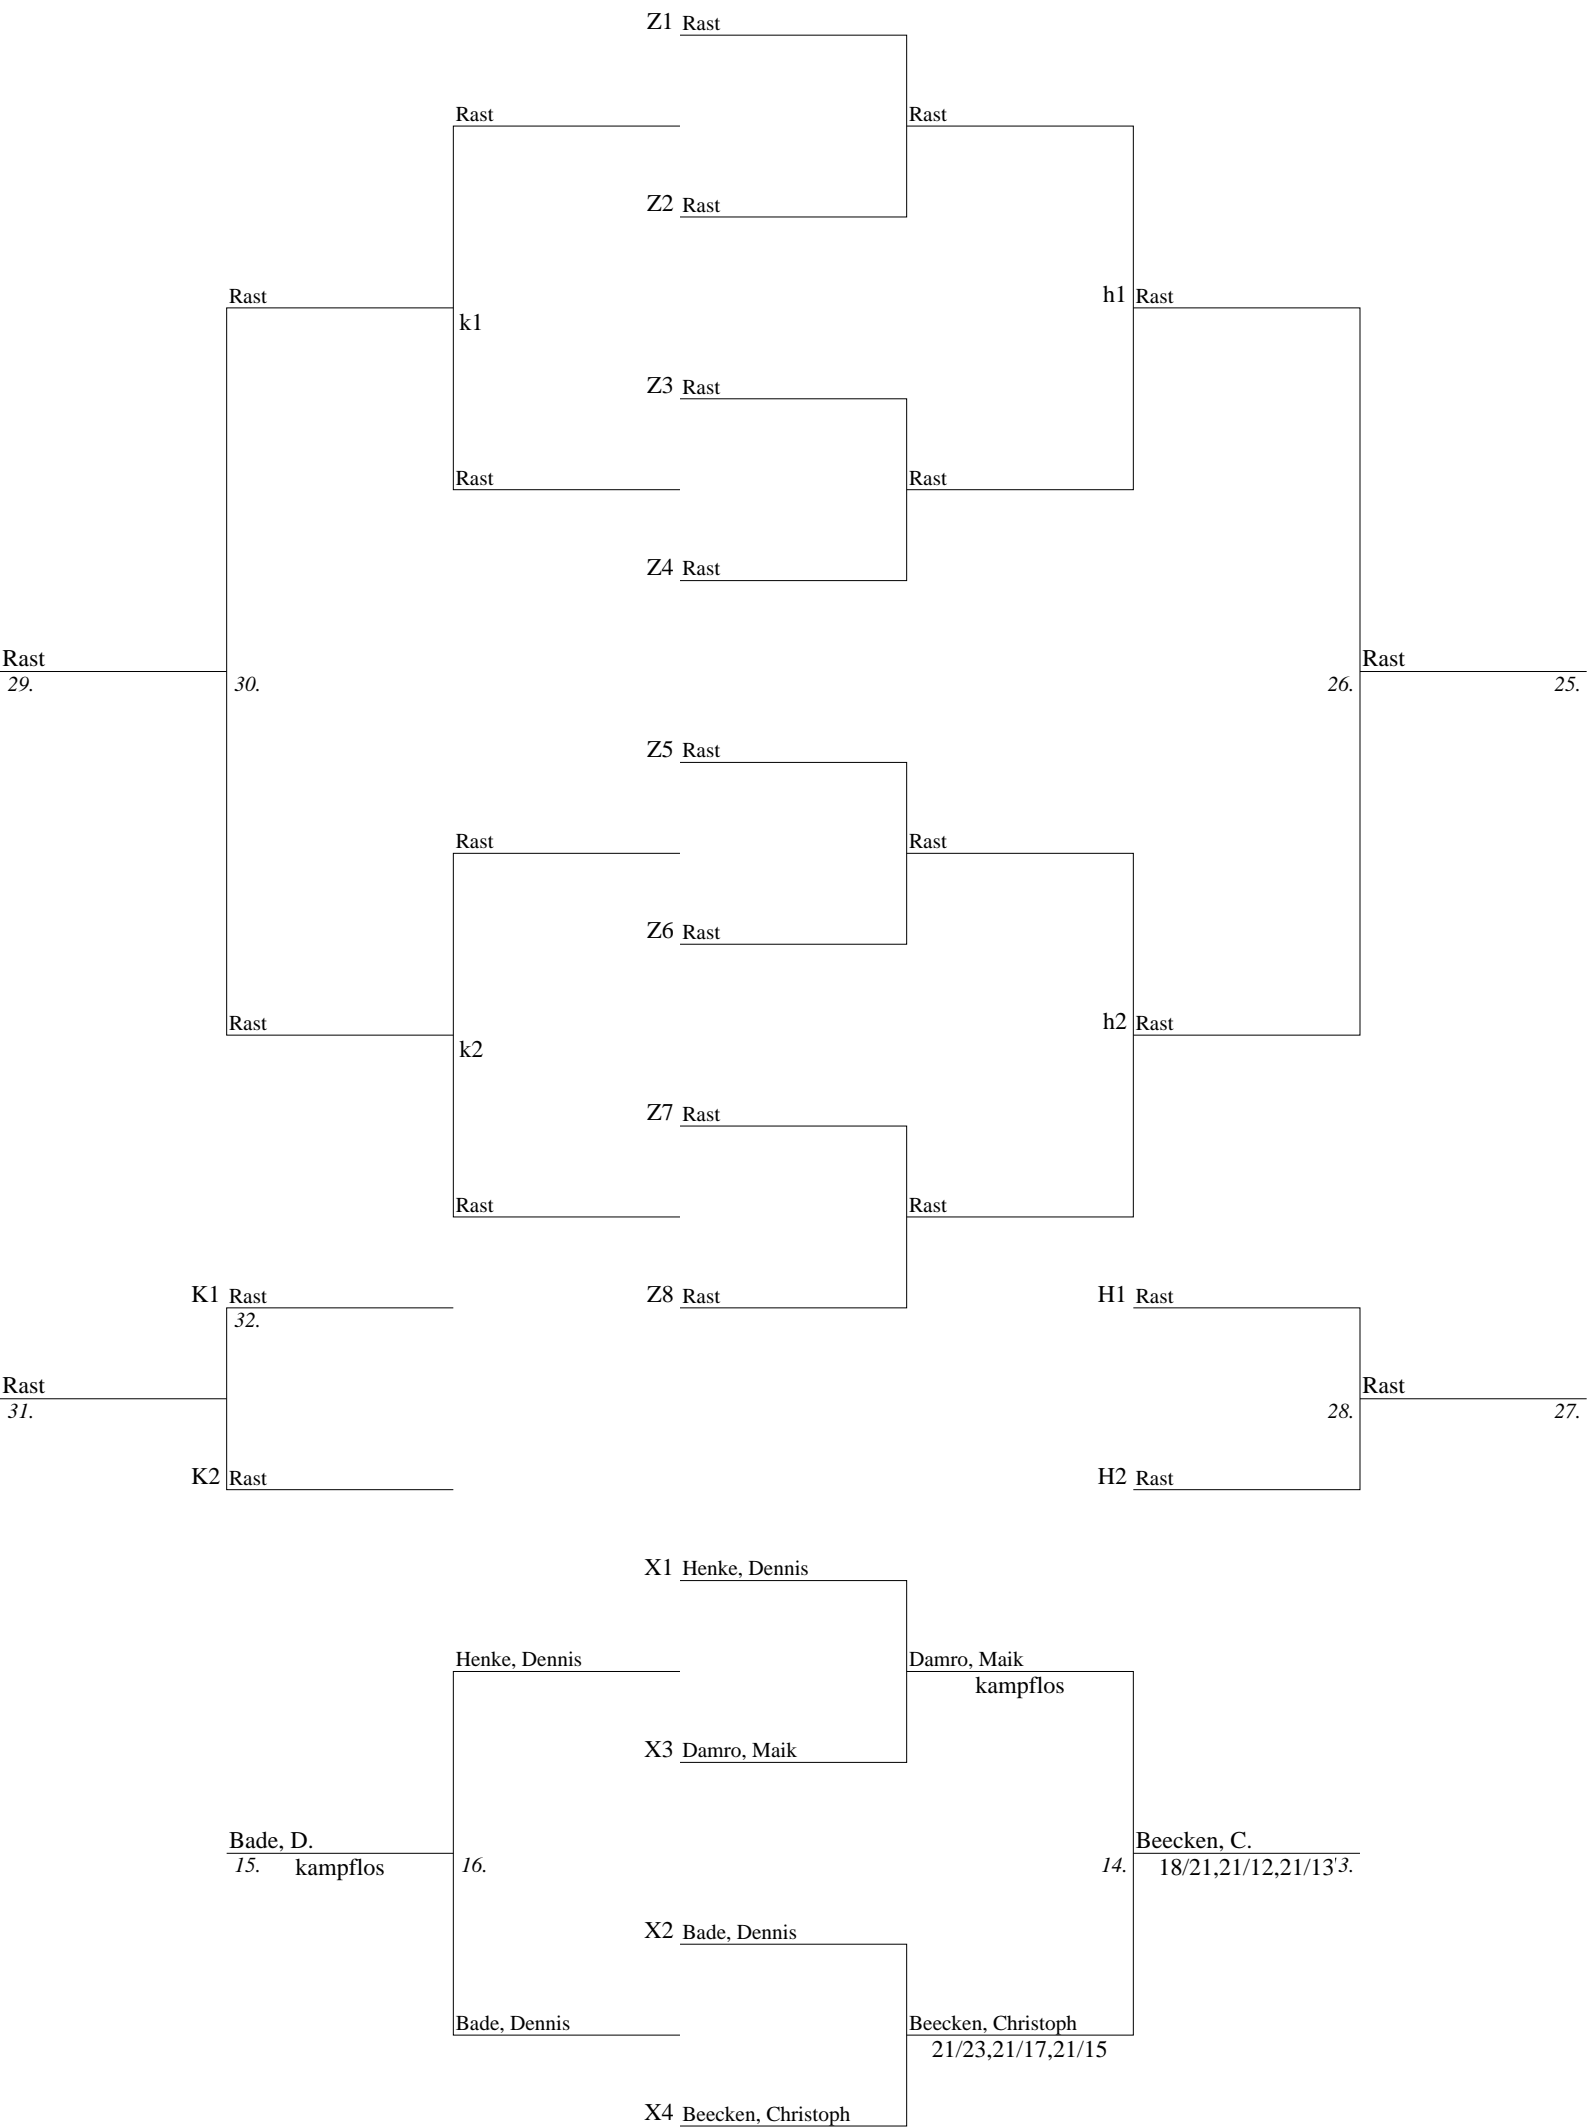 Z1 Rast
Rast Rast
Z2 Rast
Rast h1 Rast
k1
Z3 Rast
Rast Rast
Z4 Rast
Rast Rast
29. 30. 26. 25.
Z5 Rast
Rast Rast
Z6 Rast
Rast h2 Rast
k2
Z7 Rast
Rast Rast
K1 Rast Z8 Rast H1 Rast
32.
Rast Rast
31. 28. 27.
K2 Rast H2 Rast
X1 Henke, Dennis
Henke, Dennis Damro, Maik
kampflos
X3 Damro, Maik
Bade, D. Beecken, C.
15. kampflos 16. 14. 18/21,21/12,21/13 3.
X2 Bade, Dennis
Bade, Dennis Beecken, Christoph
21/23,21/17,21/15
X4 Beecken, Christoph